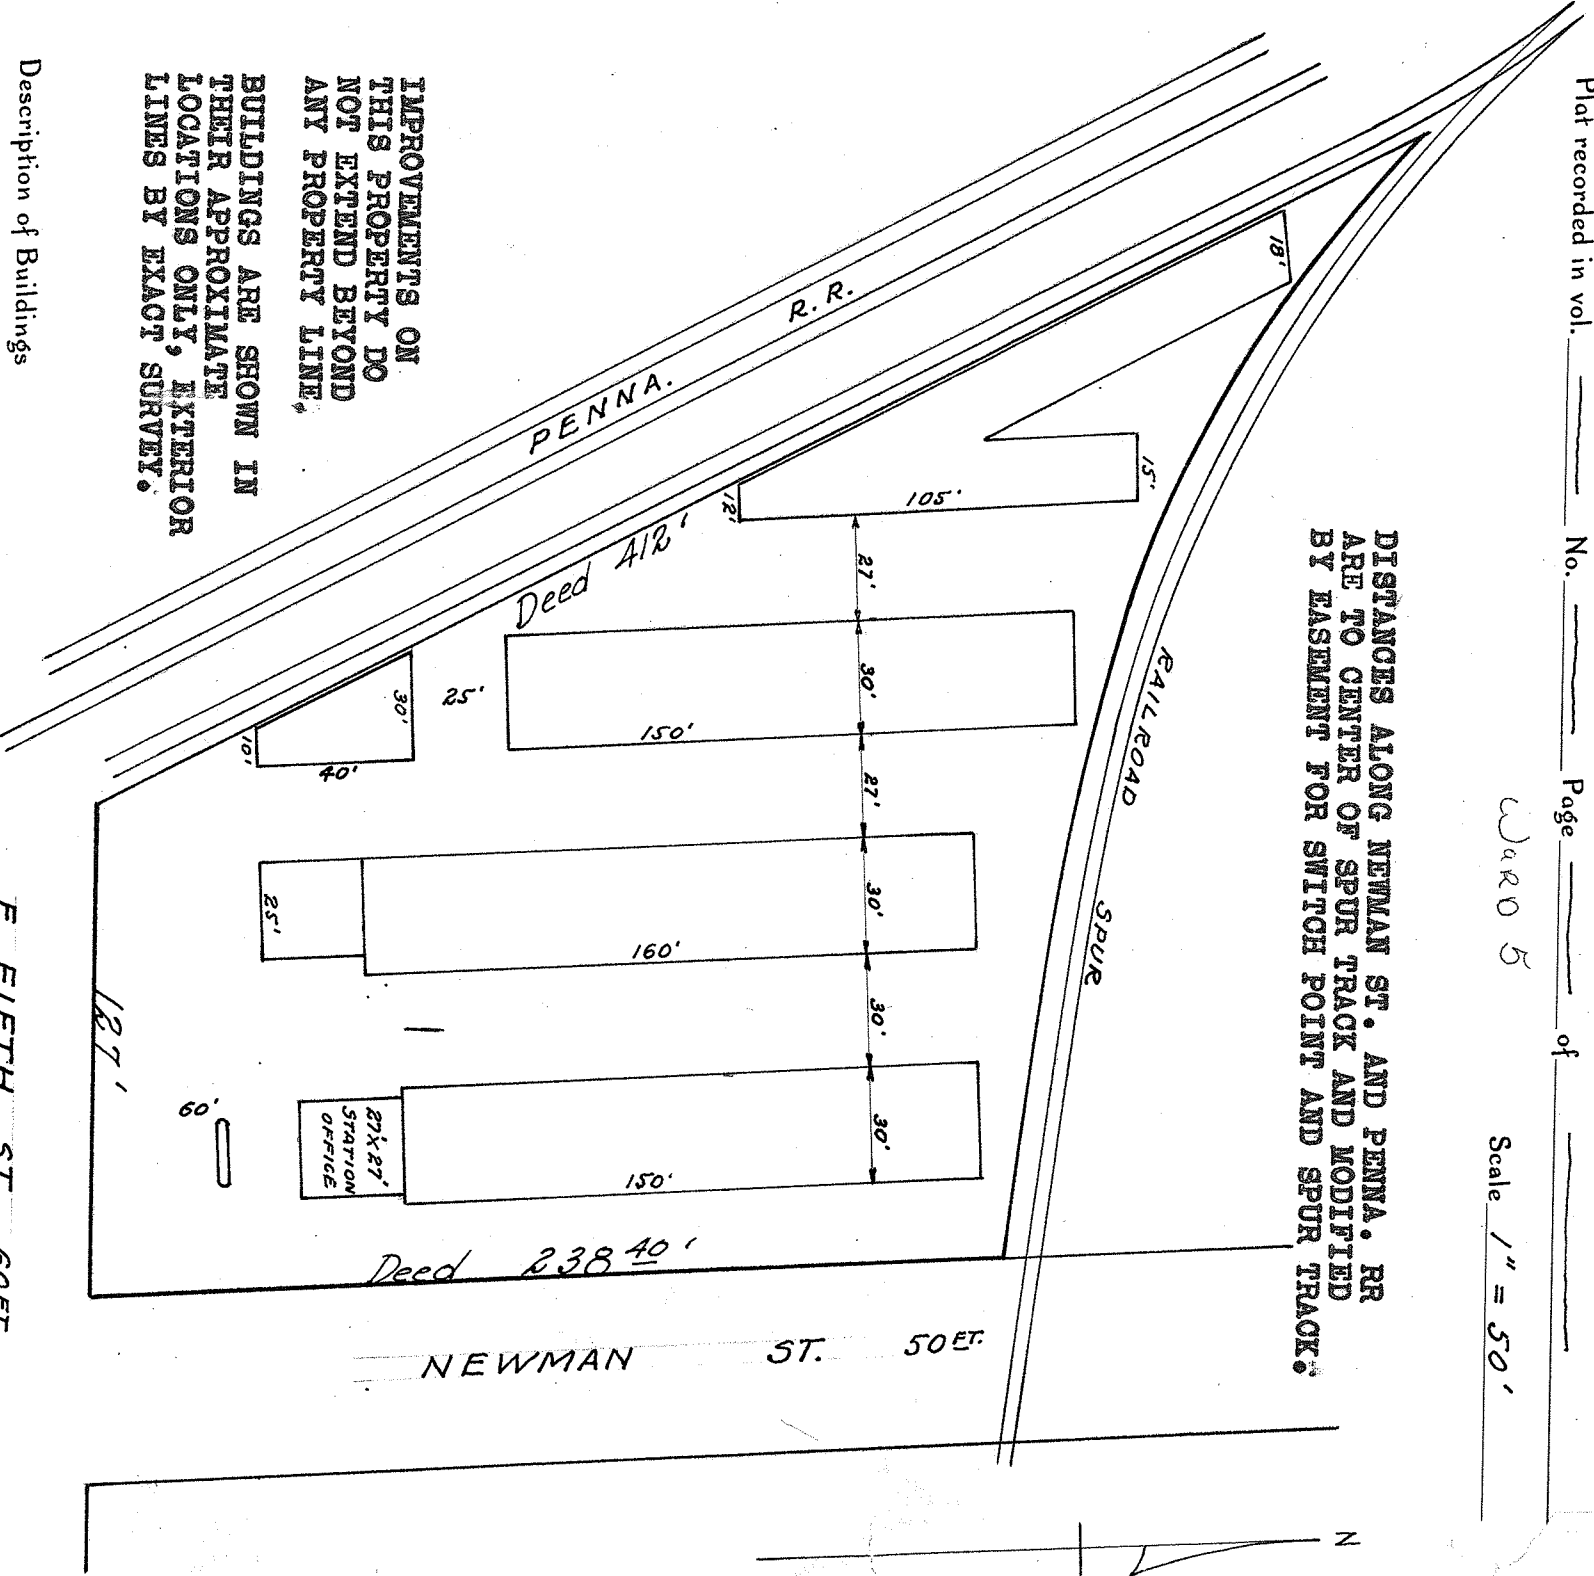 Plat recorded in vol. No. Page of
WARD 5
Scale 1" = 50'
DISTANCES ALONG NEWMAN ST. AND PENNA. RR
ARE TO CENTER OF SPUR TRACK AND MODIFIED
BY EASEMENT FOR SWITCH POINT AND SPUR TRACK.
IMPROVEMENTS ON
THIS PROPERTY DO
NOT EXTEND BEYOND
ANY PROPERTY LINE.
BUILDINGS ARE SHOWN IN
THEIR APPROXIMATE
LOCATIONS ONLY, EXTERIOR
LINES BY EXACT SURVEY.
Description of Buildings
PENNA. R.R.
RAILROAD SPUR
18'
15'
105'
12'
27'
Deed 412'
30'
150'
25'
30'
10'
40'
27'
30'
25'
160'
30'
30'
27'X27'
STATION
OFFICE
150'
60'
127'
Deed 238 40'
NEWMAN ST. 50 FT.
N
E FIFTH ST 60 FT